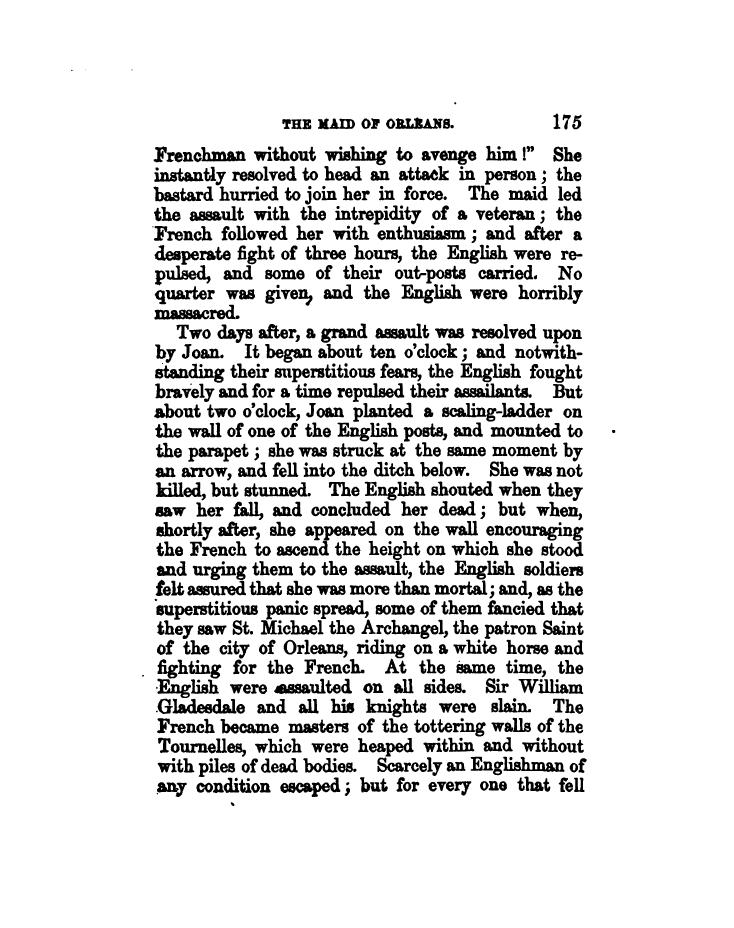 THE MAID OF ORLEANS. 175
Frenchman without wishing to avenge him!" She
instantly resolved to head an attack in person; the
bastard hurried to join her in force. The maid led
the assault with the intrepidity of a veteran; the
French followed her with enthusiasm; and after a
desperate fight of three hours, the English were re-
pulsed, and some of their out-posts carried. No
quarter was given, and the English were horribly
massacred.
Two days after, a grand assault was resolved upon
by Joan. It began about ten o'clock; and notwith-
standing their superstitious fears, the English fought
bravely and for a time repulsed their assailants. But
about two o'clock, Joan planted a scaling-ladder on
the wall of one of the English posts, and mounted to
the parapet; she was struck at the same moment by
an arrow, and fell into the ditch below. She was not
killed, but stunned. The English shouted when they
saw her fall, and concluded her dead; but when,
shortly after, she appeared on the wall encouraging
the French to ascend the height on which she stood
and urging them to the assault, the English soldiers
felt assured that she was more than mortal; and, as the
superstitious panic spread, some of them fancied that
they saw St. Michael the Archangel, the patron Saint
of the city of Orleans, riding on a white horse and
fighting for the French. At the same time, the
English were assaulted on all sides. Sir William
Gladesdale and all his knights were slain. The
French became masters of the tottering walls of the
Tournelles, which were heaped within and without
with piles of dead bodies. Scarcely an Englishman of
any condition escaped; but for every one that fell